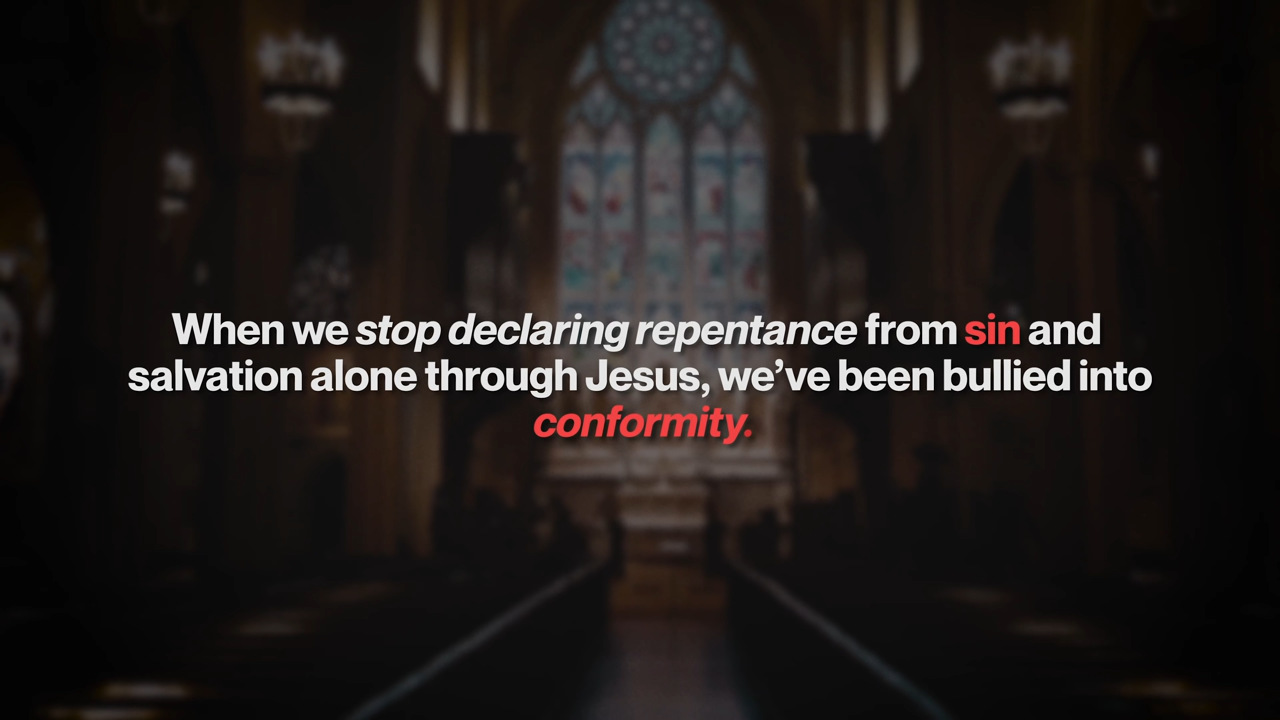 When we stop declaring repentance from sin and
salvation alone through Jesus, we’ve been bullied into
conformity.